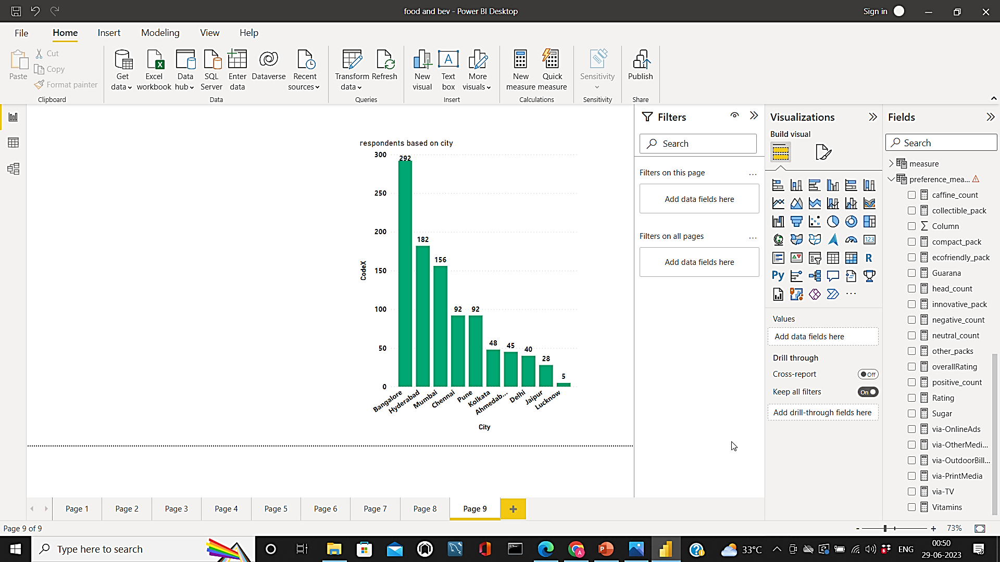 food and bev - Power BI Desktop
Sign in
File
Home
Insert
Modeling
View
Help
Paste
Cut
Copy
Format painter
Clipboard
Get data
Excel workbook
Data hub
SQL Server
Enter data
Dataverse
Recent sources
Data
Transform data
Refresh
Queries
New visual
Text box
A
More visuals
Insert
New measure
Quick measure
Calculations
Sensitivity
Sensitivity
Publish
Share
respondents based on city
300
250
200
150
100
50
0
CodeX
292
182
156
92
92
48
45
40
28
5
Bangalore
Hyderabad
Mumbai
Chennai
Pune
Kolkata
Ahmedab...
Delhi
Jaipur
Lucknow
City
Filters
Search
Filters on this page
...
Add data fields here
Filters on all pages
...
Add data fields here
Visualizations
Build visual
123
R
Py
...
Values
Add data fields here
Drill through
Cross-report
Off
Keep all filters
On
Add drill-through fields here
Fields
Search
measure
preference_mea...
caffine_count
collectible_pack
Column
compact_pack
ecofriendly_pack
Guarana
head_count
innovative_pack
negative_count
neutral_count
other_packs
overallRating
positive_count
Rating
Sugar
via-OnlineAds
via-OtherMedi...
via-OutdoorBill...
via-PrintMedia
via-TV
Vitamins
Page 1
Page 2
Page 3
Page 4
Page 5
Page 6
Page 7
Page 8
Page 9
+
Page 9 of 9
- + 73%
Type here to search
33°C
ENG
00:50
29-06-2023